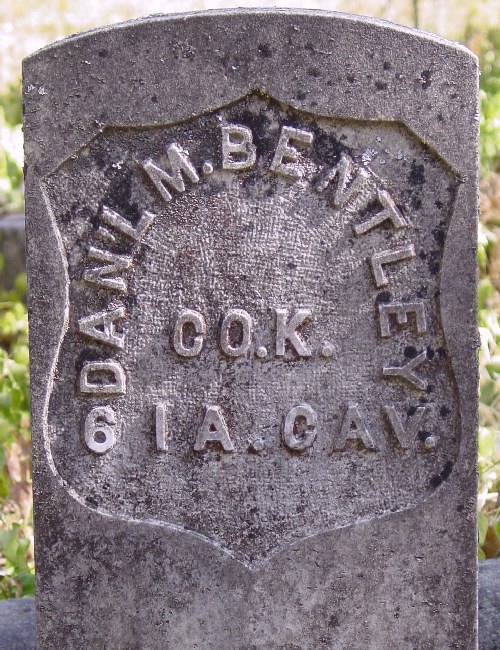 DAN'L M. BENTLEY
CO. K.
6 IA. CAV.